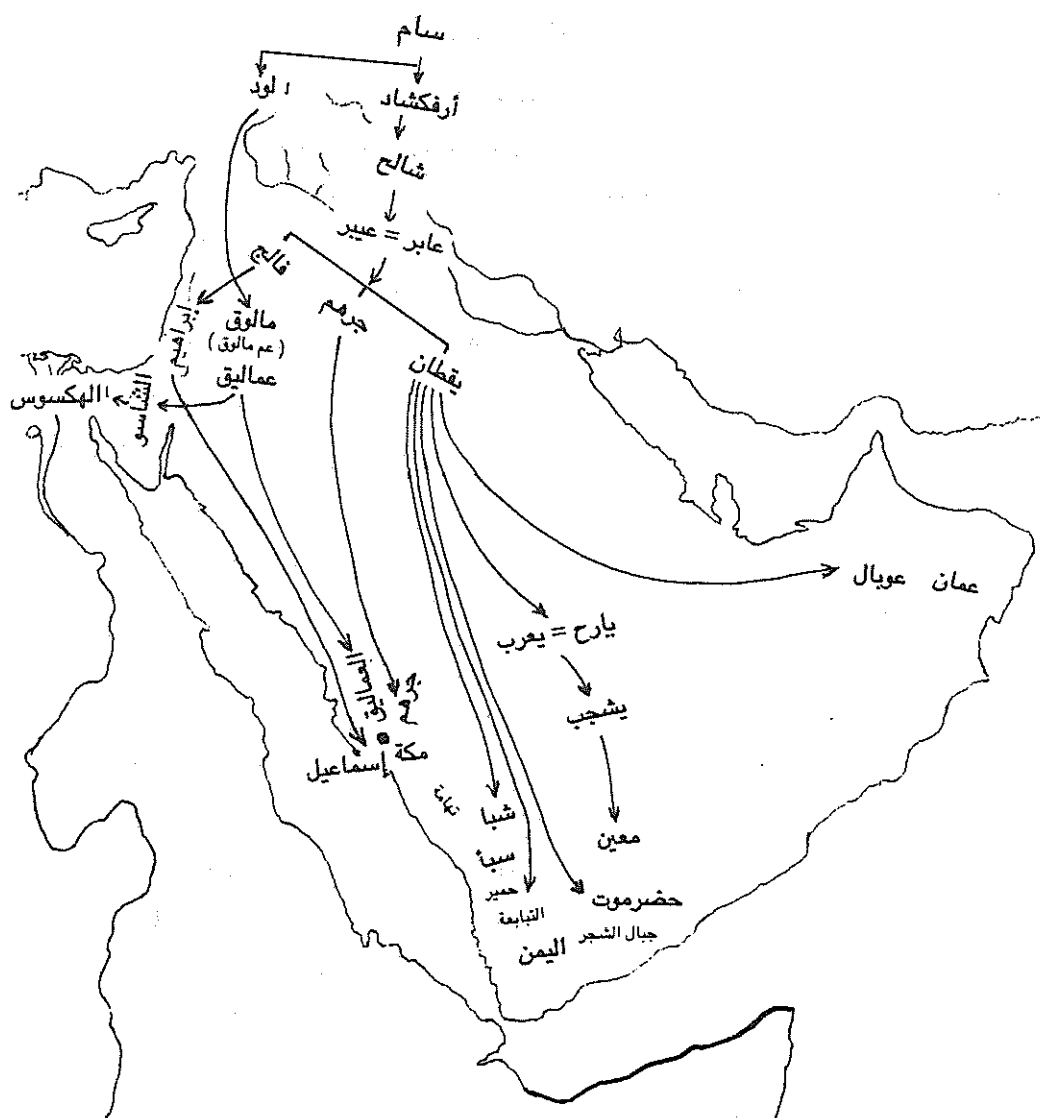 سام
أرفكشاد
لود
شالح
عابر = عيبر
فالج
جرهم
يقطان
إبراهيم
مالوق
(عم مالوق)
عماليق
الشاسو
الهكسوس
عمان عوبال
يارح = يعرب
يشجب
معين
العماليق
جرهم
مكة
إسماعيل
تهامة
شبا
سبأ
حمير
التبابعة
اليمن
حضرموت
جبال الشجر